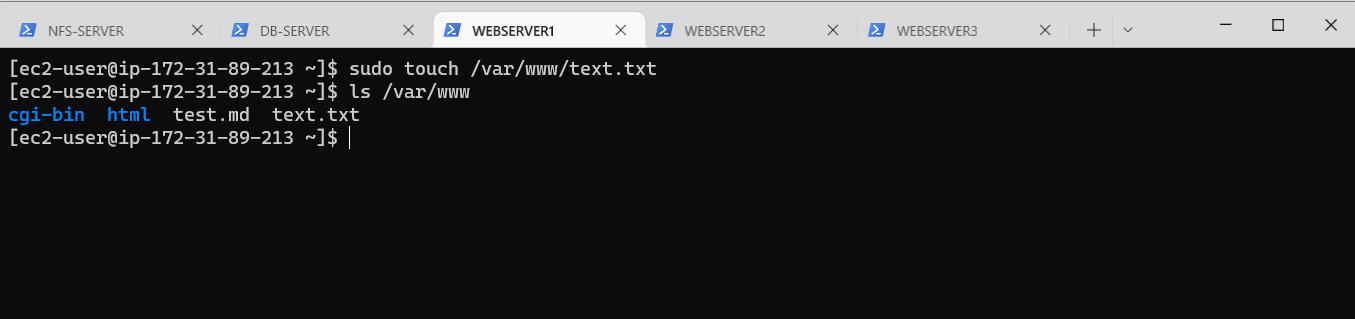 NFS-SERVER DB-SERVER WEBSERVER1 WEBSERVER2 WEBSERVER3
[ec2-user@ip-172-31-89-213 ~]$ sudo touch /var/www/text.txt
[ec2-user@ip-172-31-89-213 ~]$ ls /var/www
cgi-bin  html  test.md  text.txt
[ec2-user@ip-172-31-89-213 ~]$